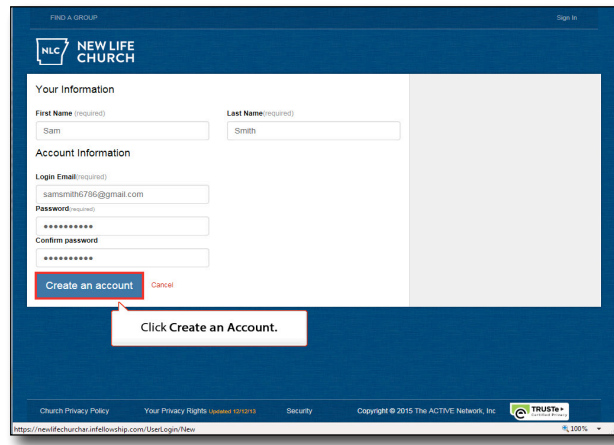 FIND A GROUP Sign In
NLC NEW LIFE
CHURCH
Your Information
First Name (required) Last Name(required)
Sam Smith
Account Information
Login Email(required)
samsmith6786@gmail.com
Password(required)
••••••••••
Confirm password
••••••••••
Create an account Cancel
Click Create an Account.
Church Privacy Policy Your Privacy Rights Updated 12/12/13 Security Copyright © 2015 The ACTIVE Network, Inc TRUSTe
Certified Privacy
https://newlifechurchar.infellowship.com/UserLogin/New 100%